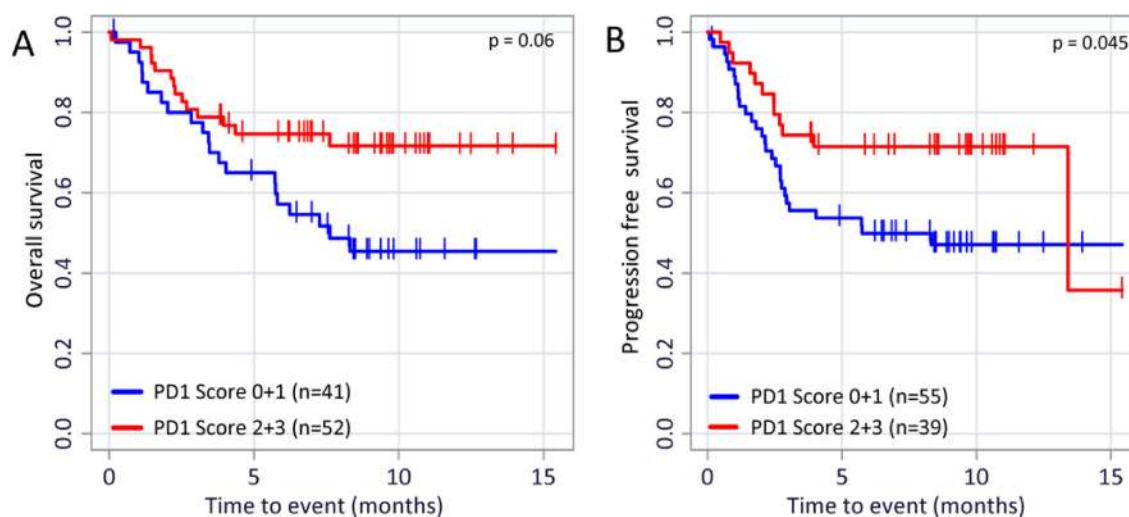 A
p = 0.06
Overall survival
1.0
0.8
0.6
0.4
0.2
0.0
PD1 Score 0+1 (n=41)
PD1 Score 2+3 (n=52)
0 5 10 15
Time to event (months)
B
p = 0.045
Progression free survival
1.0
0.8
0.6
0.4
0.2
0.0
PD1 Score 0+1 (n=55)
PD1 Score 2+3 (n=39)
0 5 10 15
Time to event (months)